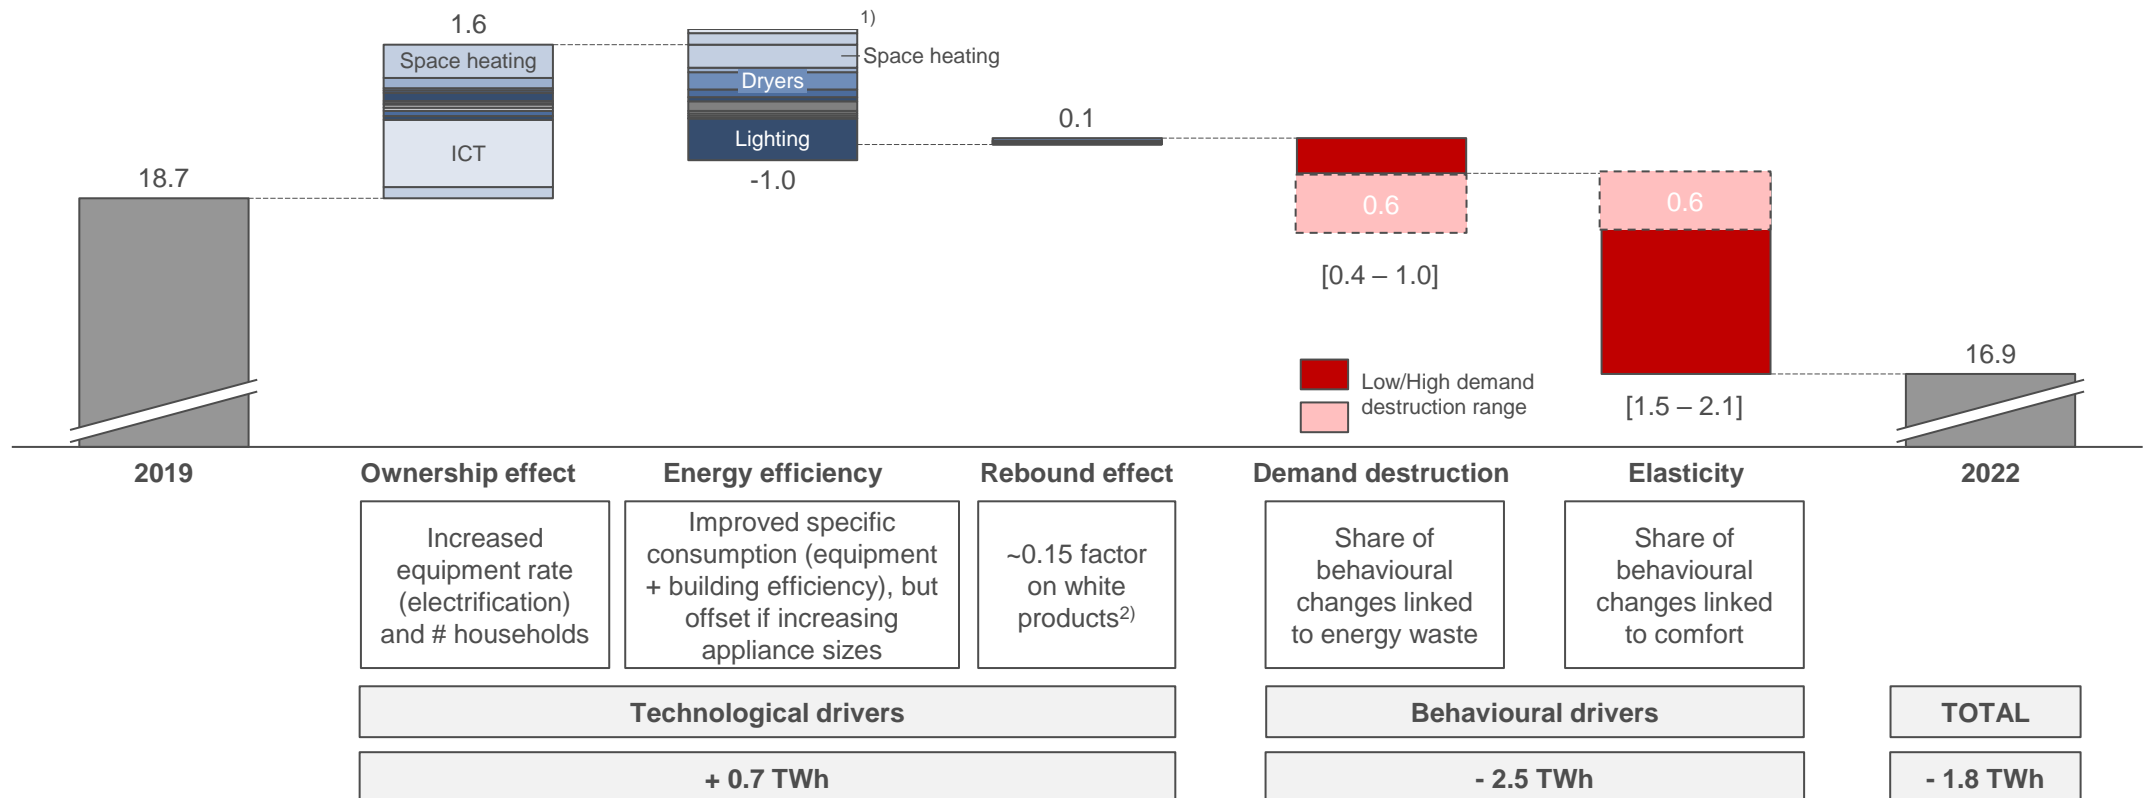 1.6
1)
Space heating
Space heating
Dryers
0.1
Lighting
ICT
18.7
-1.0
0.6
0.6
[0.4 – 1.0]
16.9
Low/High demand
destruction range
[1.5 – 2.1]
2019
Ownership effect
Energy efficiency
Rebound effect
Demand destruction
Elasticity
2022
Increased
equipment rate
(electrification)
and # households
Improved specific
consumption (equipment
+ building efficiency), but
offset if increasing
appliance sizes
~0.15 factor
on white
products2)
Share of
behavioural
changes linked
to energy waste
Share of
behavioural
changes linked
to comfort
Technological drivers
Behavioural drivers
TOTAL
+ 0.7 TWh
- 2.5 TWh
- 1.8 TWh